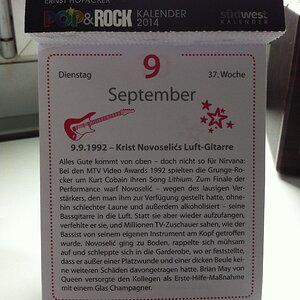 ERNST HOFACKER
POP&ROCK KALENDER 2014
südwest
KALENDER
Dienstag
9
37. Woche
September
9.9.1992 – Krist Novoselićs Luft-Gitarre
Alles Gute kommt von oben – doch nicht so für Nirvana:
Bei den MTV Video Awards 1992 spielten die Grunge-Ro-
cker um Kurt Cobain ihren Song Lithium. Zum Finale der
Performance warf Novoselić – wegen des lausigen Ver-
stärkers, den man ihm zur Verfügung gestellt hatte, ohne-
hin schlechter Laune und außerdem alkoholisiert – seine
Bassgitarre in die Luft. Statt sie aber wieder aufzufangen,
verfehlte er sie, und Millionen TV-Zuschauer sahen, wie der
Bassist von seinem eigenen Instrument am Kopf getroffen
wurde. Novoselić ging zu Boden, rappelte sich mühsam
auf und schleppte sich in die Garderobe, wo er feststellte,
dass er außer einer Platzwunde und einer dicken Beule kei-
ne weiteren Schäden davongetragen hatte. Brian May von
Queen versorgte den Kollegen als Erste-Hilfe-Maßnahme
mit einem Glas Champagner.